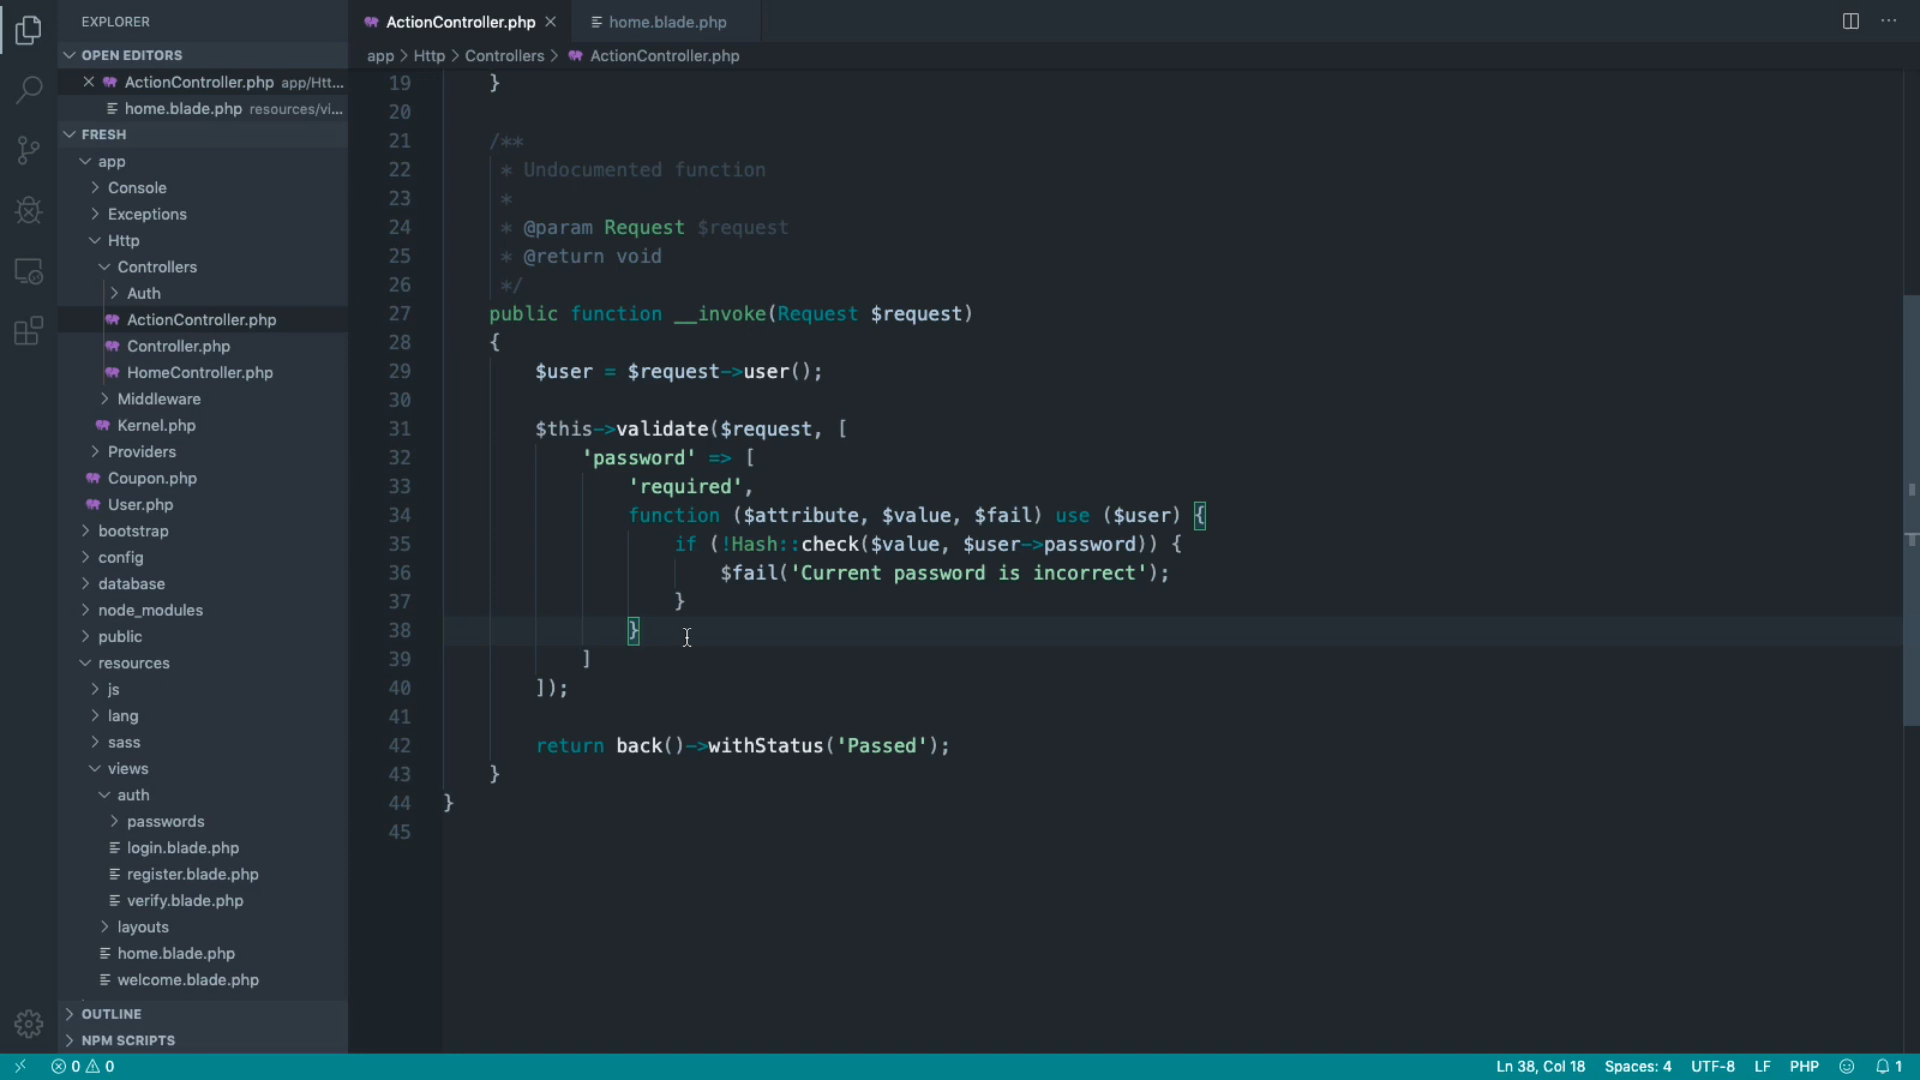 EXPLORER
OPEN EDITORS
ActionController.php app/Htt...
home.blade.php resources/vi...
FRESH
app
Console
Exceptions
Http
Controllers
Auth
ActionController.php
Controller.php
HomeController.php
Middleware
Kernel.php
Providers
Coupon.php
User.php
bootstrap
config
database
node_modules
public
resources
js
lang
sass
views
auth
passwords
login.blade.php
register.blade.php
verify.blade.php
layouts
home.blade.php
welcome.blade.php
OUTLINE
NPM SCRIPTS
ActionController.php home.blade.php
app > Http > Controllers > ActionController.php
19 }
20
21 /**
22 * Undocumented function
23 *
24 * @param Request $request
25 * @return void
26 */
27 public function __invoke(Request $request)
28 {
29 $user = $request->user();
30
31 $this->validate($request, [
32 'password' => [
33 'required',
34 function ($attribute, $value, $fail) use ($user) {
35 if (!Hash::check($value, $user->password)) {
36 $fail('Current password is incorrect');
37 }
38 }
39 ]
40 ]);
41
42 return back()->withStatus('Passed');
43 }
44 }
45
0 0 Ln 38, Col 18 Spaces: 4 UTF-8 LF PHP 1